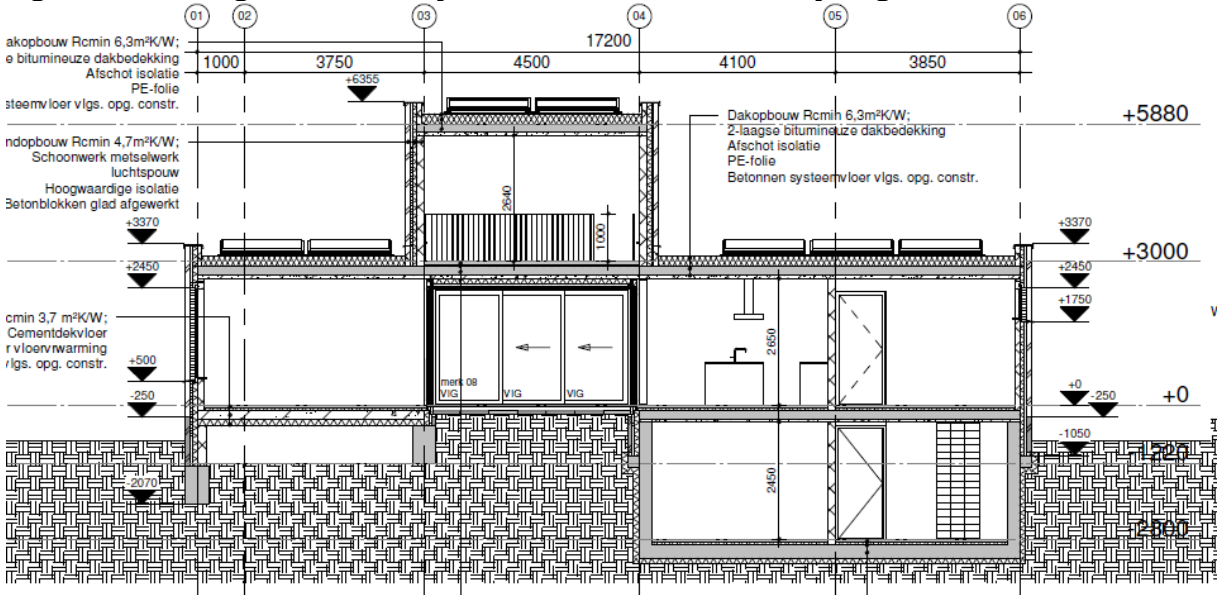 01 02 03 04 05 06
17200
1000 3750 4500 4100 3850
akopbouw Rcmin 6,3m²K/W;
e bitumineuze dakbedekking
Afschot isolatie
PE-folie
steemvloer vlgs. opg. constr.
+6355
Dakopbouw Rcmin 6,3m²K/W;
2-laagse bitumineuze dakbedekking
Afschot isolatie
PE-folie
Betonnen systeemvloer vlgs. opg. constr.
+5880
ndopbouw Rcmin 4,7m²K/W;
Schoonwerk metselwerk
luchtspouw
Hoogwaardige isolatie
Betonblokken glad afgewerkt
2640
1000
+3370
+3370
+3000
+2450
+2450
+1750
cmin 3,7 m²K/W;
Cementdekvloer
r vloervrwarming
vlgs. opg. constr.
2650
+500
merk 08
VIG VIG VIG
-250
+0
-250
+0
-1050
-1220
2450
-2070
-2800